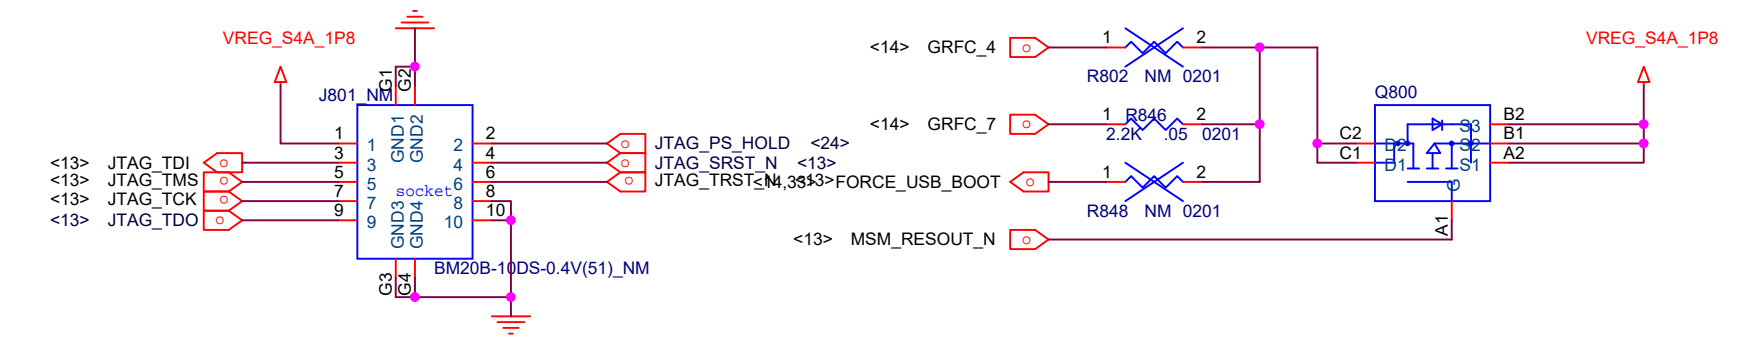 VREG_S4A_1P8
G1
G2
J801_NM
1
1
GND1
GND2
2
2
JTAG_PS_HOLD <24>
<13> JTAG_TDI
3
3
4
4
JTAG_SRST_N <13>
<13> JTAG_TMS
5
5
6
6
JTAG_TRST_N <13>
<13> JTAG_TCK
7
7
socket
8
8
<13> JTAG_TDO
9
9
GND3
GND4
10
10
G3
G4
BM20B-10DS-0.4V(51)_NM
<14> GRFC_4
1
2
R802 NM 0201
<14> GRFC_7
1
R846
2
2.2K .05 0201
<14,33> FORCE_USB_BOOT
1
2
R848 NM 0201
<13> MSM_RESOUT_N
VREG_S4A_1P8
Q800
C2
D2
C1
D1
S3
B2
S2
B1
S1
A2
G
A1